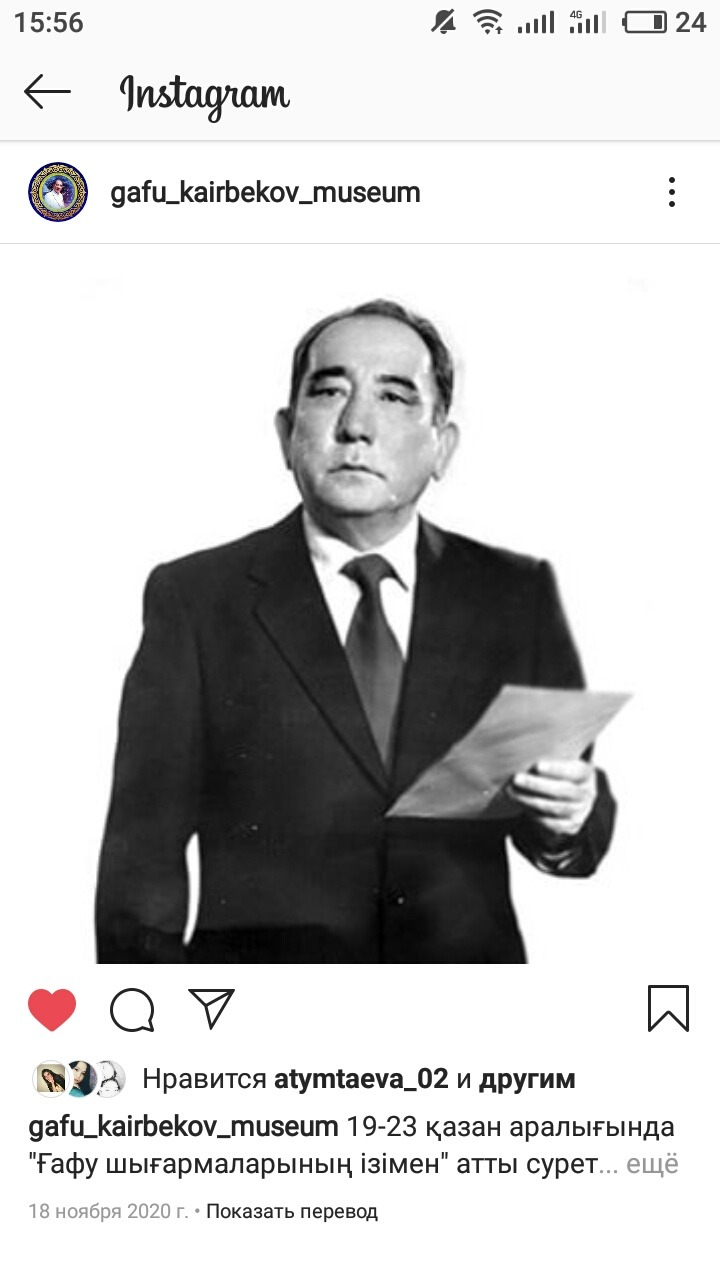 15:56
4G
24
Instagram
gafu_kairbekov_museum
Нравится atymtaeva_02 и другим
gafu_kairbekov_museum 19-23 қазан аралығында
"Ғафу шығармаларының ізімен" атты сурет... ещё
18 ноября 2020 г. • Показать перевод